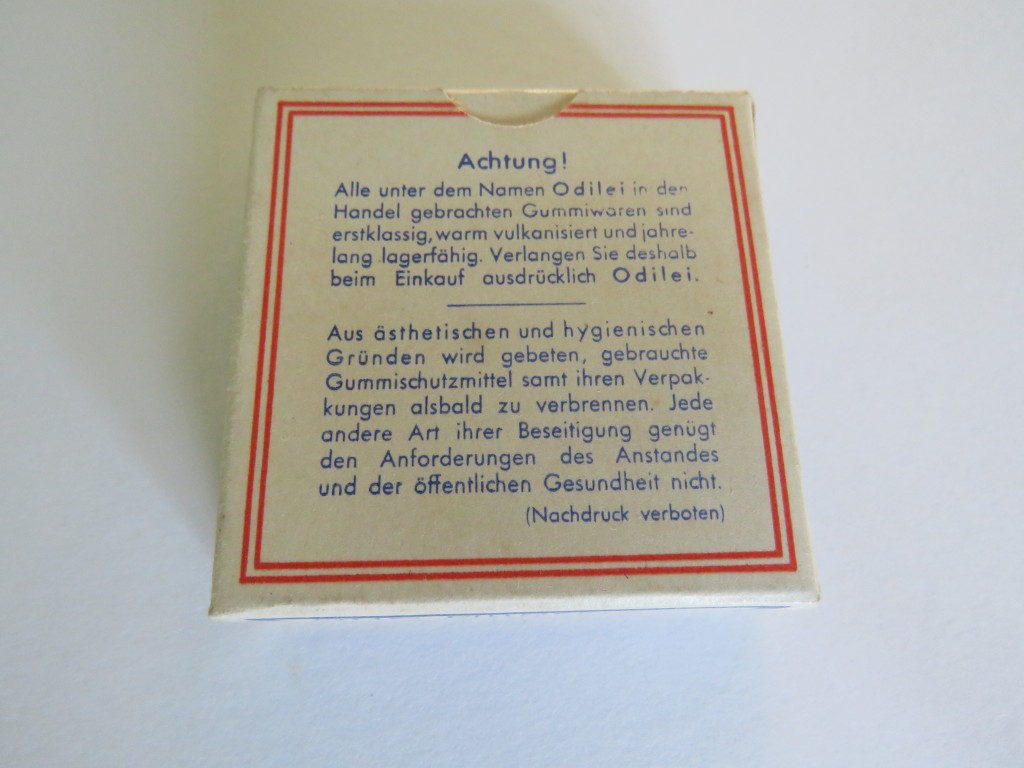 Achtung!
Alle unter dem Namen Odilei in den
Handel gebrachten Gummiwaren sind
erstklassig, warm vulkanisiert und jahre-
lang lagerfähig. Verlangen Sie deshalb
beim Einkauf ausdrücklich Odilei.
Aus ästhetischen und hygienischen
Gründen wird gebeten, gebrauchte
Gummischutzmittel samt ihren Verpak-
kungen alsbald zu verbrennen. Jede
andere Art ihrer Beseitigung genügt
den Anforderungen des Anstandes
und der öffentlichen Gesundheit nicht.
(Nachdruck verboten)